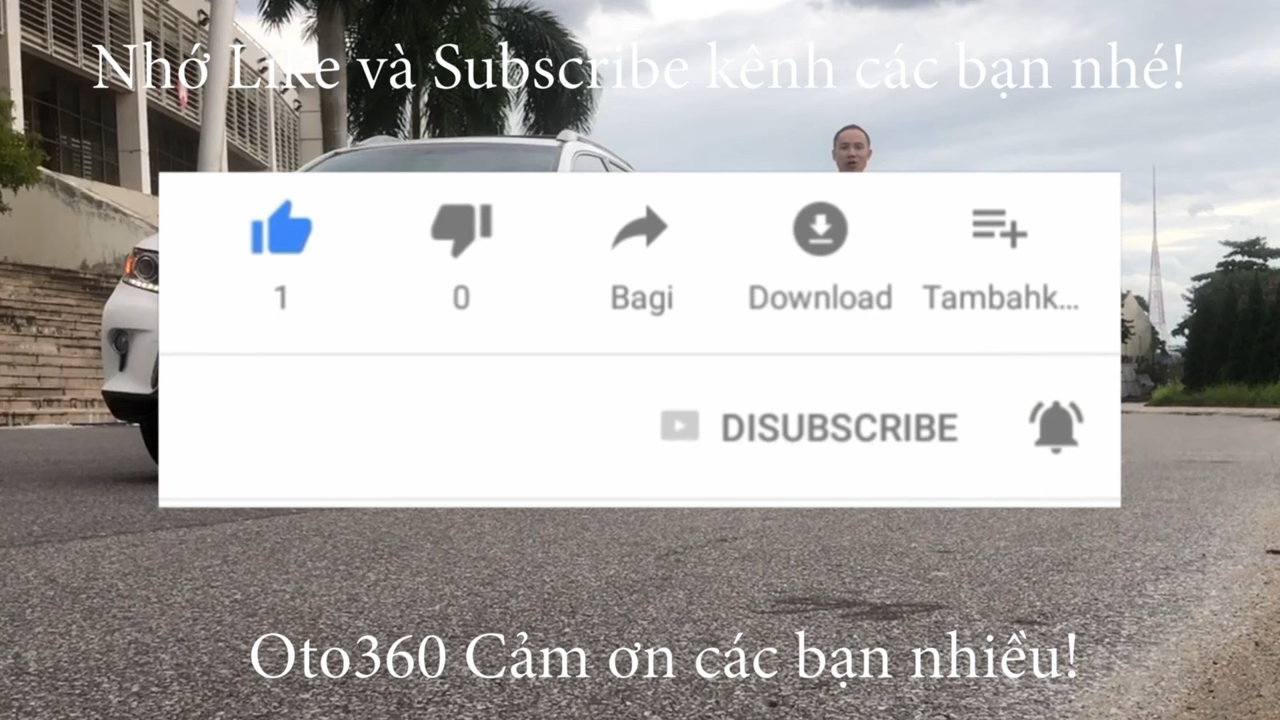 Nhớ Like và Subscribe kênh các bạn nhé!
1
0
Bagi
Download
Tambahk...
DISUBSCRIBE
Oto360 Cảm ơn các bạn nhiều!